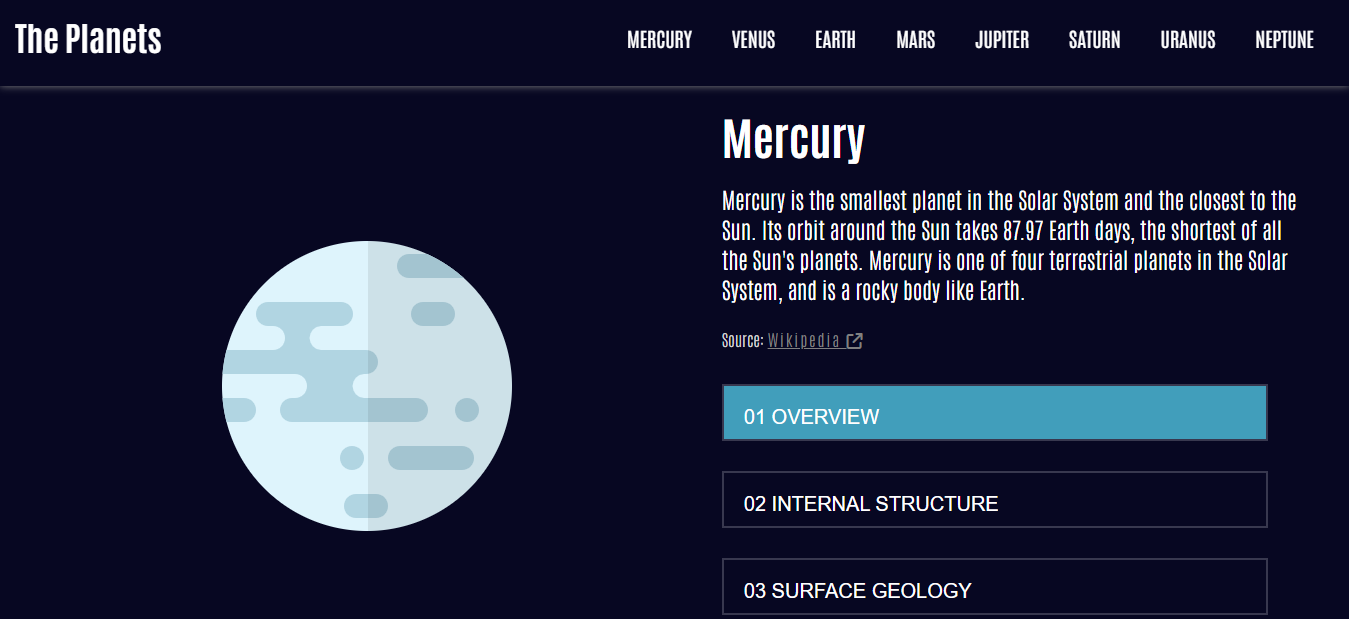 The Planets
MERCURY VENUS EARTH MARS JUPITER SATURN URANUS NEPTUNE
Mercury
Mercury is the smallest planet in the Solar System and the closest to the
Sun. Its orbit around the Sun takes 87.97 Earth days, the shortest of all
the Sun's planets. Mercury is one of four terrestrial planets in the Solar
System, and is a rocky body like Earth.
Source: Wikipedia
01 OVERVIEW
02 INTERNAL STRUCTURE
03 SURFACE GEOLOGY